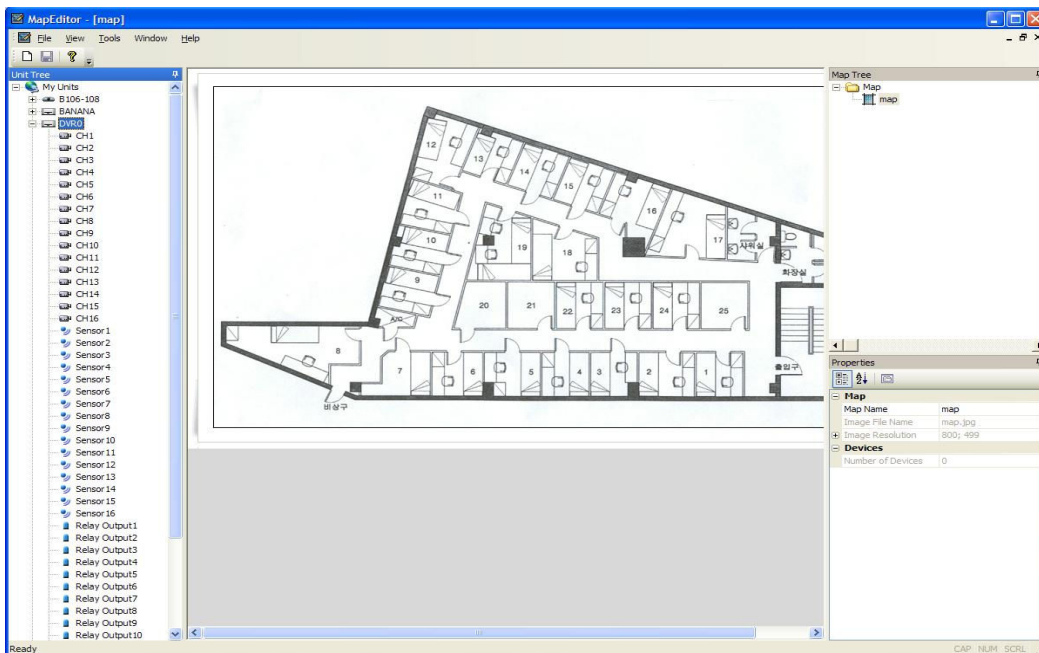 MapEditor - [map]
File View Tools Window Help
Unit Tree
My Units
B106-108
BANANA
DVR0
CH1
CH2
CH3
CH4
CH5
CH6
CH7
CH8
CH9
CH10
CH11
CH12
CH13
CH14
CH15
CH16
Sensor1
Sensor2
Sensor3
Sensor4
Sensor5
Sensor6
Sensor7
Sensor8
Sensor9
Sensor10
Sensor11
Sensor12
Sensor13
Sensor14
Sensor15
Sensor16
Relay Output1
Relay Output2
Relay Output3
Relay Output4
Relay Output5
Relay Output6
Relay Output7
Relay Output8
Relay Output9
Relay Output10
12
13
14
15
16
17
샤워실
화장실
11
10
9
A/C
19
18
20
21
22
23
24
25
8
7
6
5
4
3
2
1
출입구
비상구
Map Tree
Map
map
Properties
Map
Map Name map
Image File Name map.jpg
Image Resolution 800; 499
Devices
Number of Devices 0
Ready
CAP NUM SCRL